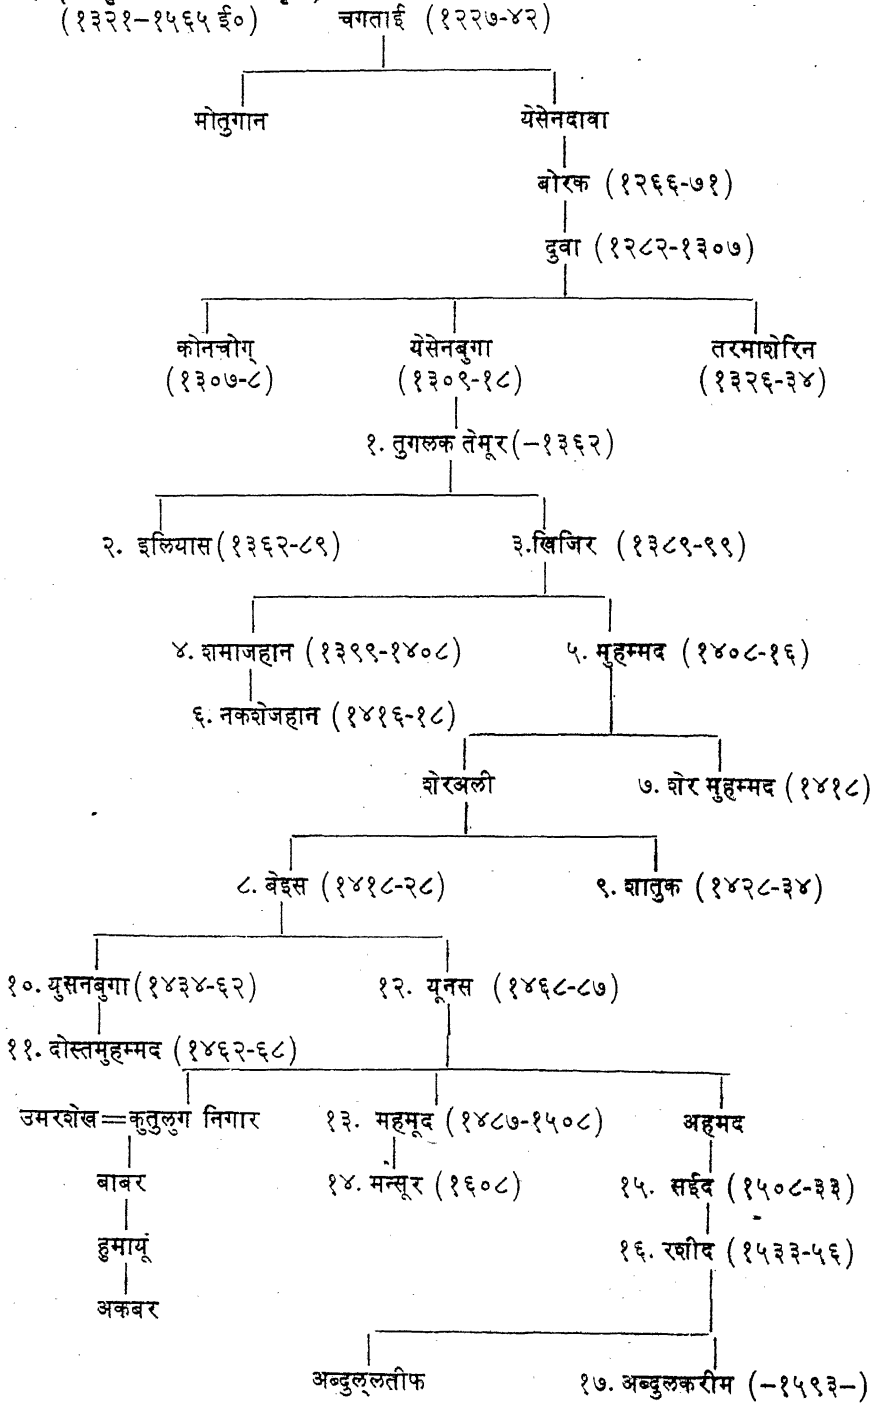 (१३२१–१५६५ ई०) चगताई (१२२७-४२)
मोतुगान येसेनदावा
बोरक (१२६६-७१)
दुवा (१२८२-१३०७)
कोनचोग् येसेनबुगा तरमाशेरिन
(१३०७-८) (१३०९-१८) (१३२६-३४)
१. तुगलक तेमूर(–१३६२)
२. इलियास(१३६२-८९) ३.खिजिर (१३८९-९९)
४. शमाजहान (१३९९-१४०८) ५. मुहम्मद (१४०८-१६)
६. नकशेजहान (१४१६-१८)
शेरअली ७. शेर मुहम्मद (१४१८)
८. बेइस (१४१८-२८) ९. शातुक (१४२८-३४)
१०. युसनबुगा(१४३४-६२) १२. यूनस (१४६८-८७)
११. दोस्तमुहम्मद (१४६२-६८)
उमरशेख=कुतुलुग निगार १३. महमूद (१४८७-१५०८) अहमद
बाबर १४. मन्सूर (१६०८) १५. सईद (१५०८-३३)
हुमायूं १६. रशीद (१५३३-५६)
अकबर
अब्दुल्लतीफ १७. अब्दुलकरीम (–१५९३–)